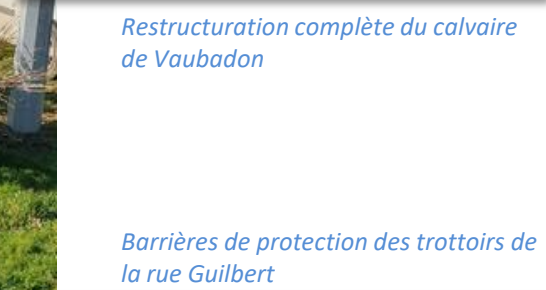 Restructuration complète du calvaire
de Vaubadon
Barrières de protection des trottoirs de
la rue Guilbert